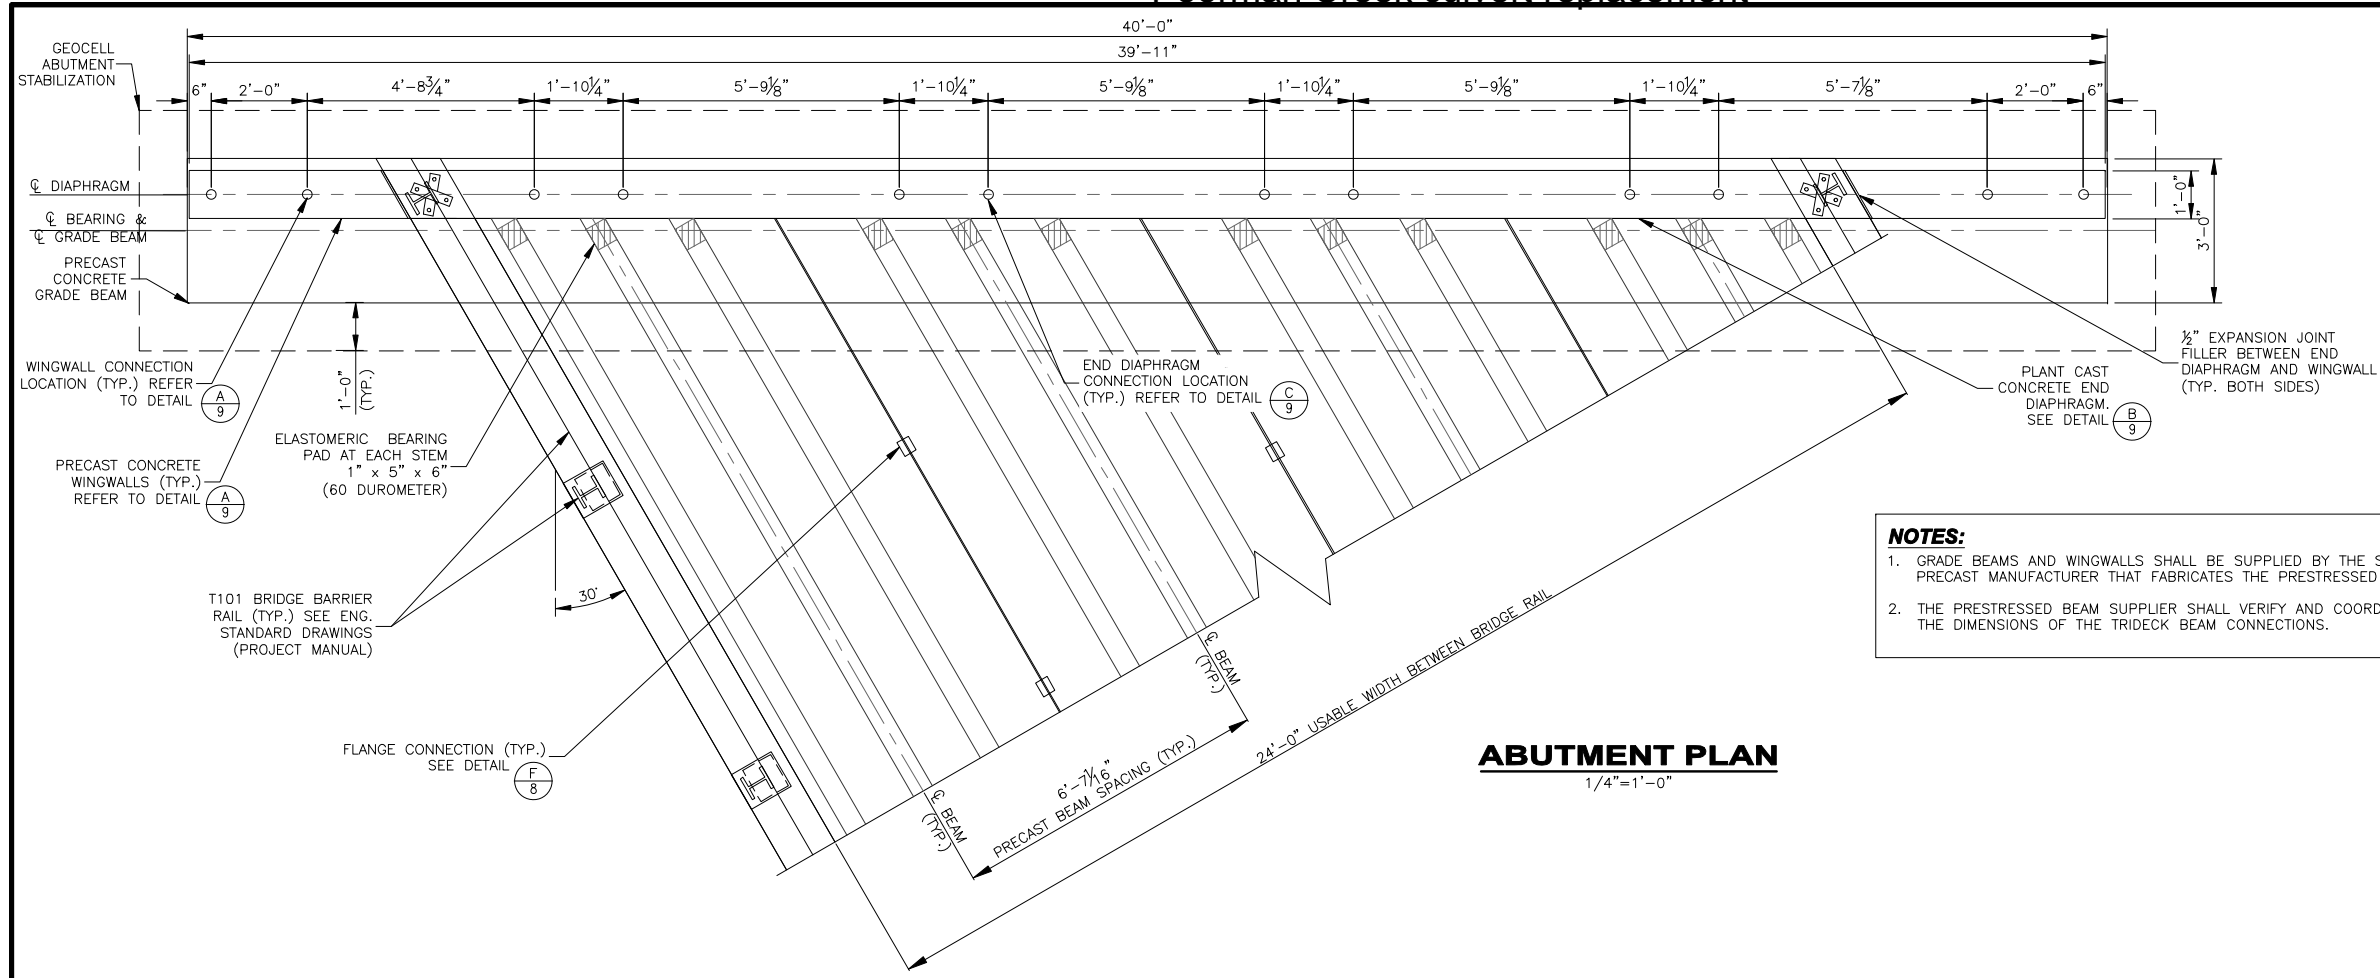 40'-0"
39'-11"
GEOCELL
ABUTMENT
STABILIZATION
6"
2'-0"
4'-8¾"
1'-10¼"
5'-9⅛"
1'-10¼"
5'-9⅛"
1'-10¼"
5'-9⅛"
1'-10¼"
5'-7⅛"
2'-0"
6"
℄ DIAPHRAGM
℄ BEARING &
℄ GRADE BEAM
PRECAST
CONCRETE
GRADE BEAM
1'-0"
3'-0"
WINGWALL CONNECTION
LOCATION (TYP.) REFER
TO DETAIL A
9
1'-0"
(TYP.)
END DIAPHRAGM
CONNECTION LOCATION
(TYP.) REFER TO DETAIL C
9
½" EXPANSION JOINT
FILLER BETWEEN END
DIAPHRAGM AND WINGWALL
(TYP. BOTH SIDES)
PLANT CAST
CONCRETE END
DIAPHRAGM.
SEE DETAIL B
9
ELASTOMERIC BEARING
PAD AT EACH STEM
1" x 5" x 6"
(60 DUROMETER)
PRECAST CONCRETE
WINGWALLS (TYP.)
REFER TO DETAIL A
9
NOTES:
1. GRADE BEAMS AND WINGWALLS SHALL BE SUPPLIED BY THE
PRECAST MANUFACTURER THAT FABRICATES THE PRESTRESSED
2. THE PRESTRESSED BEAM SUPPLIER SHALL VERIFY AND
THE DIMENSIONS OF THE TRIDECK BEAM CONNECTIONS.
T101 BRIDGE BARRIER
RAIL (TYP.) SEE ENG.
STANDARD DRAWINGS
(PROJECT MANUAL)
30'
FLANGE CONNECTION (TYP.)
SEE DETAIL F
8
℄ BEAM
(TYP.)
℄ BEAM
(TYP.)
6'-7 1/16"
PRECAST BEAM SPACING (TYP.)
24'-0" USABLE WIDTH BETWEEN BRIDGE RAIL
ABUTMENT PLAN
1/4"=1'-0"